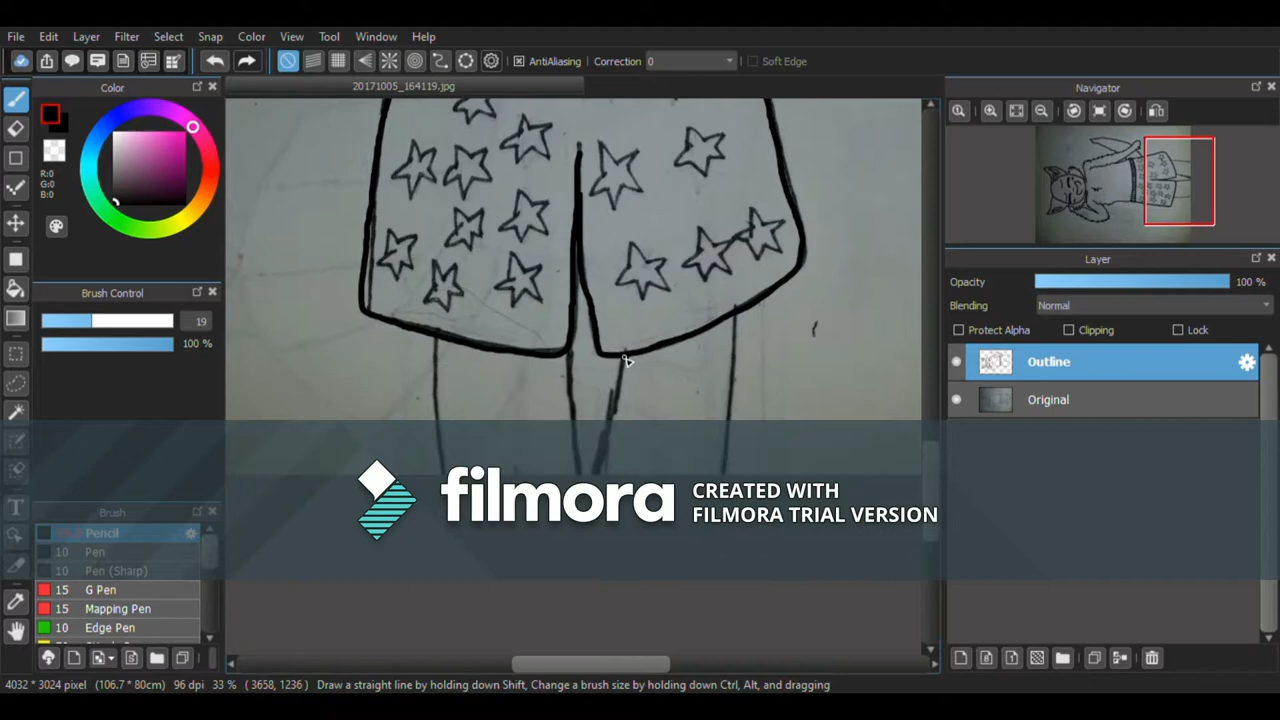 File Edit Layer Filter Select Snap Color View Tool Window Help
AntiAliasing Correction 0 Soft Edge
Color
20171005_164119.jpg
Navigator
R:0
G:0
B:0
Brush Control
19
100 %
Layer
Opacity 100 %
Blending Normal
Protect Alpha Clipping Lock
Outline
Original
filmora CREATED WITH
FILMORA TRIAL VERSION
Brush
Pencil
10 Pen
10 Pen (Sharp)
15 G Pen
15 Mapping Pen
10 Edge Pen
4032 * 3024 pixel (106.7 * 80cm) 96 dpi 33 % ( 3658, 1236 ) Draw a straight line by holding down Shift, Change a brush size by holding down Ctrl, Alt, and dragging